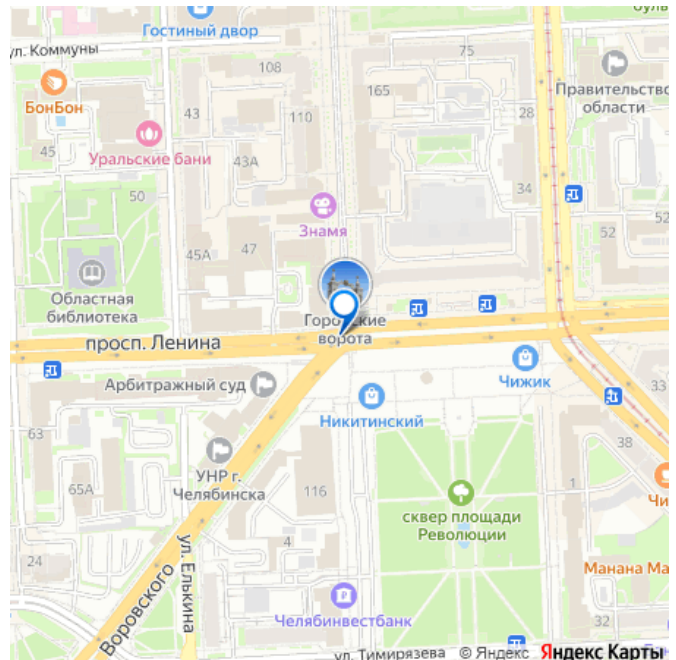 Гостиный двор
ул. Коммуны
75
108
165
Правительство
области
БонБон
43
110
28
45
Уральские бани
43А
50
34
Знамя
52
52
45А
47
Областная
библиотека
Городские
ворота
просп. Ленина
Чижик
Арбитражный суд
33
Никитинский
63
38
УНР г.
Челябинска
65А
116
1
сквер площади
Революции
24
ул. Елькина
4
Воровского
Манана Ма
Челябинвестбанк
32
ул. Тимирязева
© Яндекс Яндекс Карты